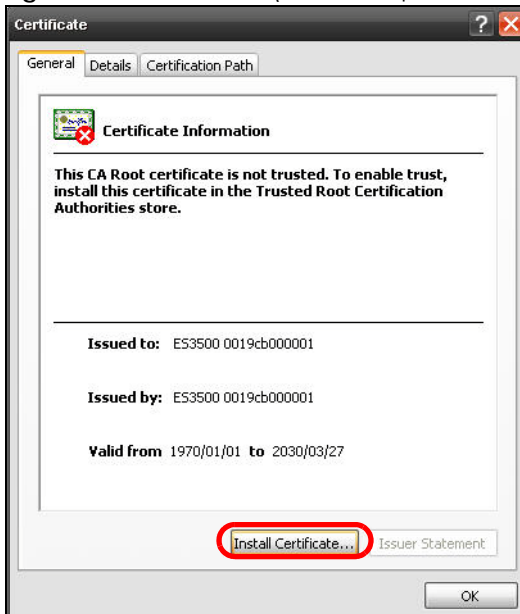 Certificate
General Details Certification Path
Certificate Information
This CA Root certificate is not trusted. To enable trust,
install this certificate in the Trusted Root Certification
Authorities store.
Issued to: ES3500 0019cb000001
Issued by: ES3500 0019cb000001
Valid from 1970/01/01 to 2030/03/27
Install Certificate... Issuer Statement
OK